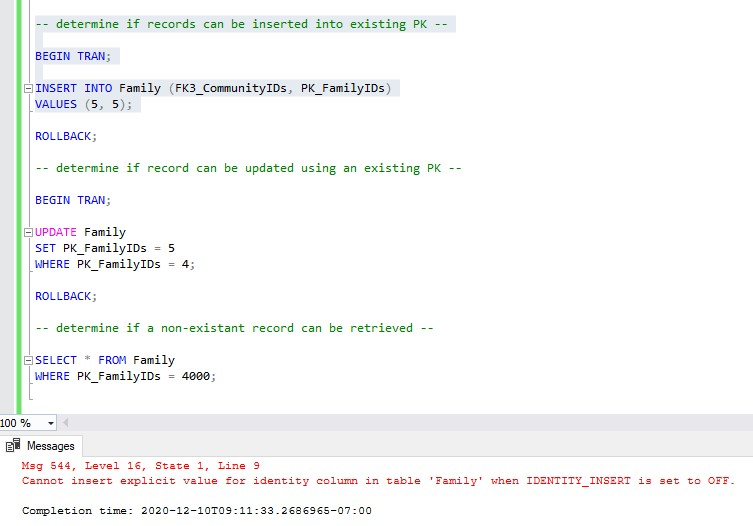 -- determine if records can be inserted into existing PK --
BEGIN TRAN;
INSERT INTO Family (FK3_CommunityIDs, PK_FamilyIDs)
VALUES (5, 5);
ROLLBACK;
-- determine if record can be updated using an existing PK --
BEGIN TRAN;
UPDATE Family
SET PK_FamilyIDs = 5
WHERE PK_FamilyIDs = 4;
ROLLBACK;
-- determine if a non-existant record can be retrieved --
SELECT * FROM Family
WHERE PK_FamilyIDs = 4000;
100 %
Messages
Msg 544, Level 16, State 1, Line 9
Cannot insert explicit value for identity column in table 'Family' when IDENTITY_INSERT is set to OFF.
Completion time: 2020-12-10T09:11:33.2686965-07:00